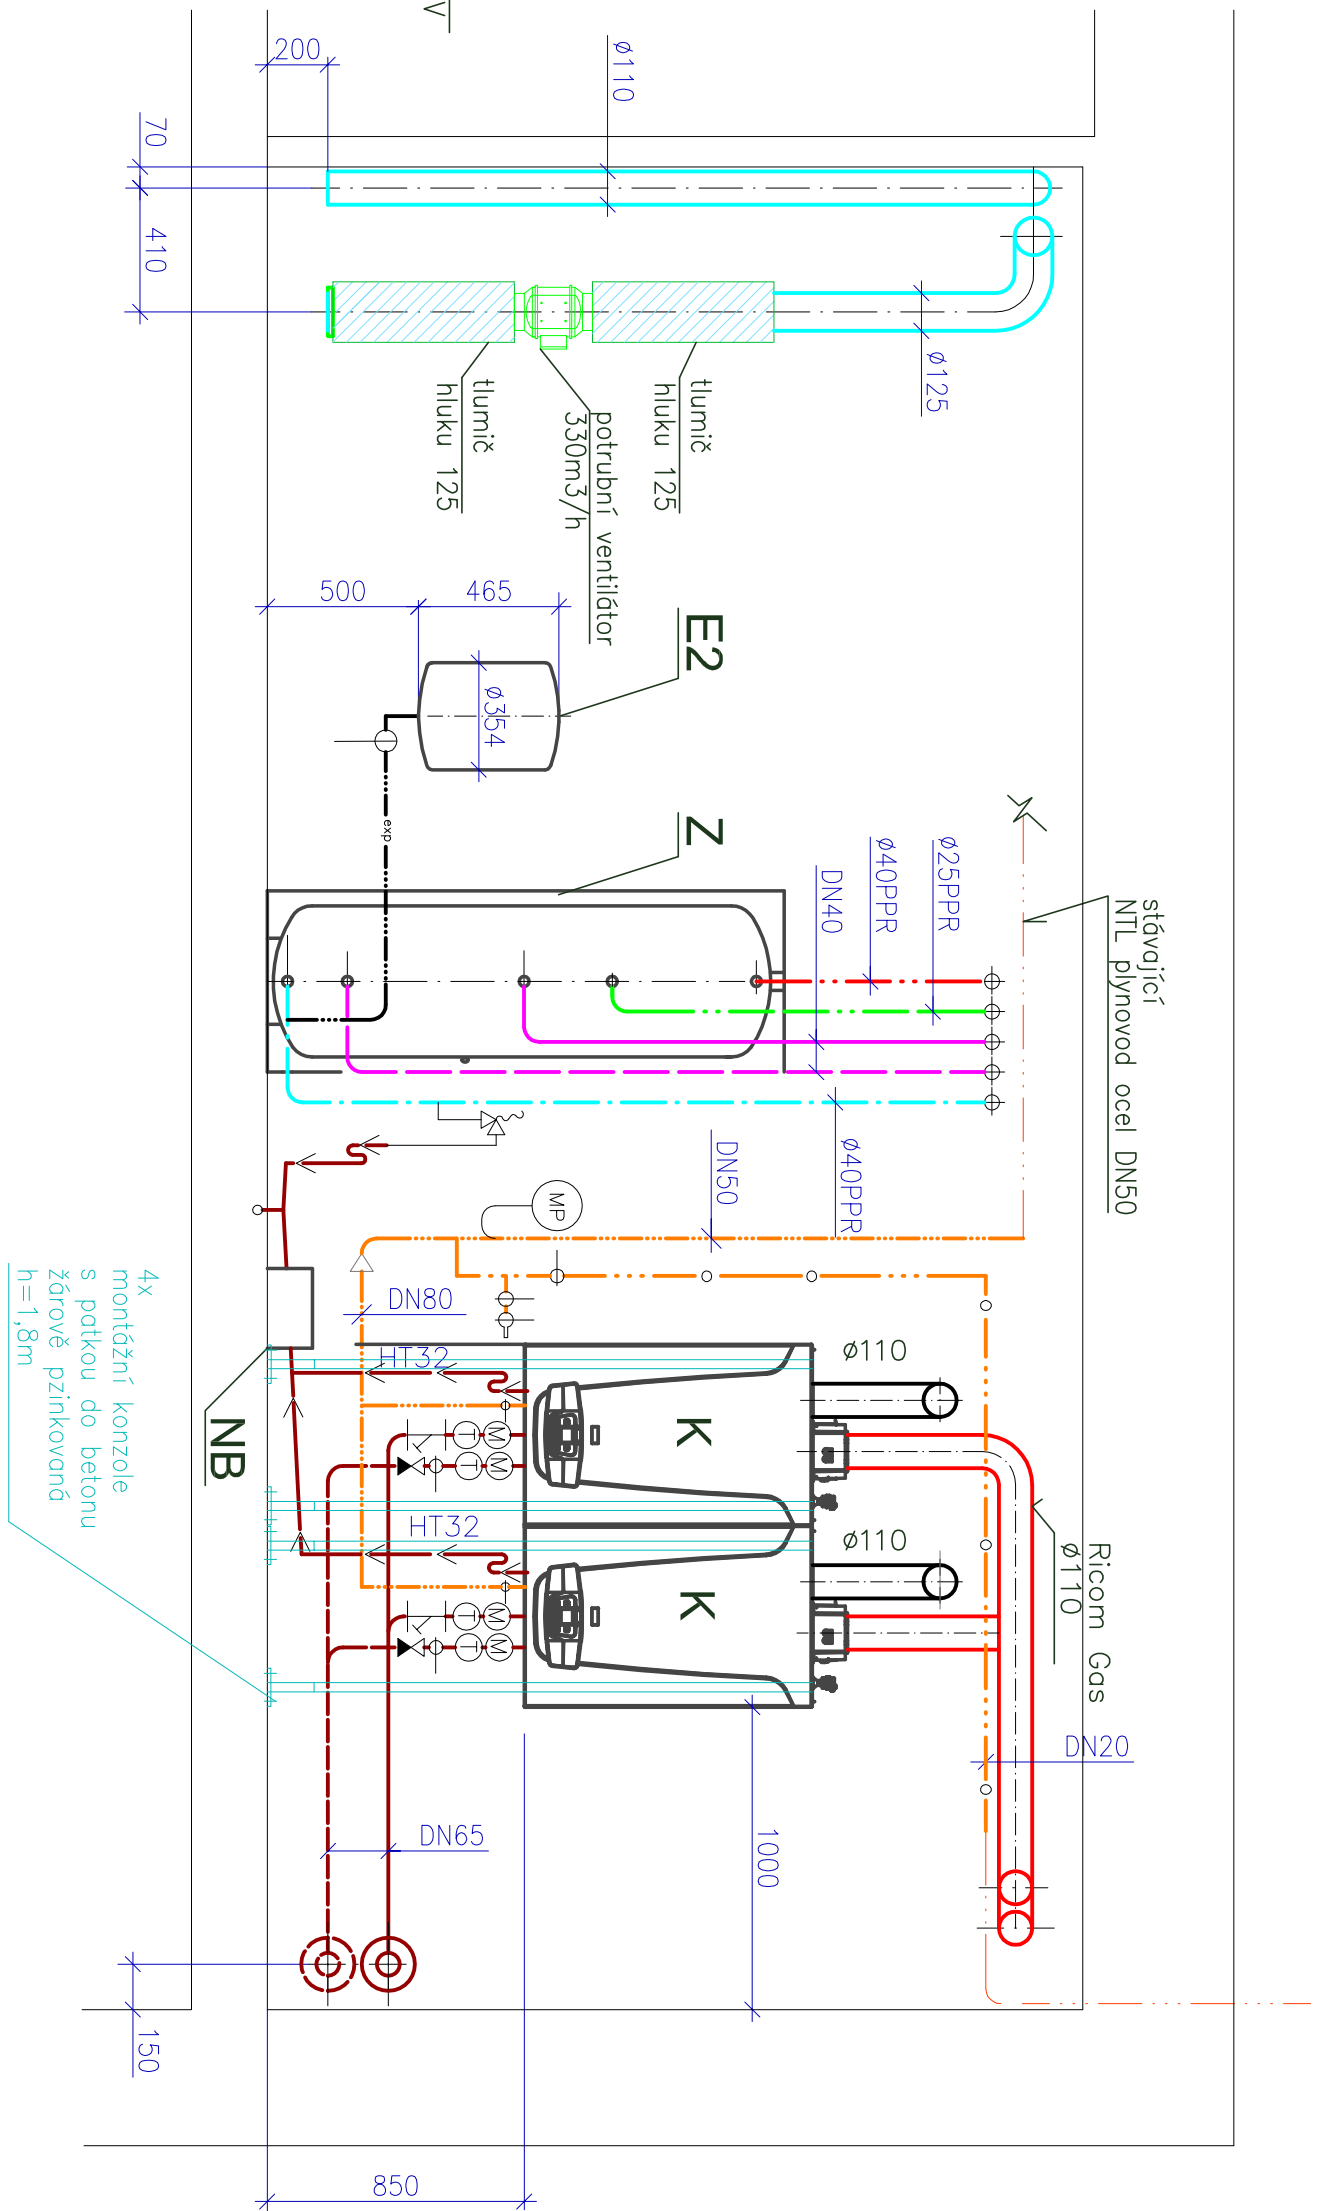 V
200
ø110
70
410
ø125
tlumič
hluku 125
tlumič
hluku 125
potrubní ventilátor
330m3/h
500
465
E2
ø354
exp
Z
ø25PPR
ø40PPR
DN40
stávající
NTL plynovod ocel DN50
ø40PPR
DN50
MP
DN80
4x
montážní konzole
s patkou do betonu
žárově pzinkovaná
h=1,8m
HT32
ø110
K
NB
T
M
T
M
HT32
ø110
K
Ricom Gas
ø110
T
M
T
M
DN20
DN65
1000
150
850